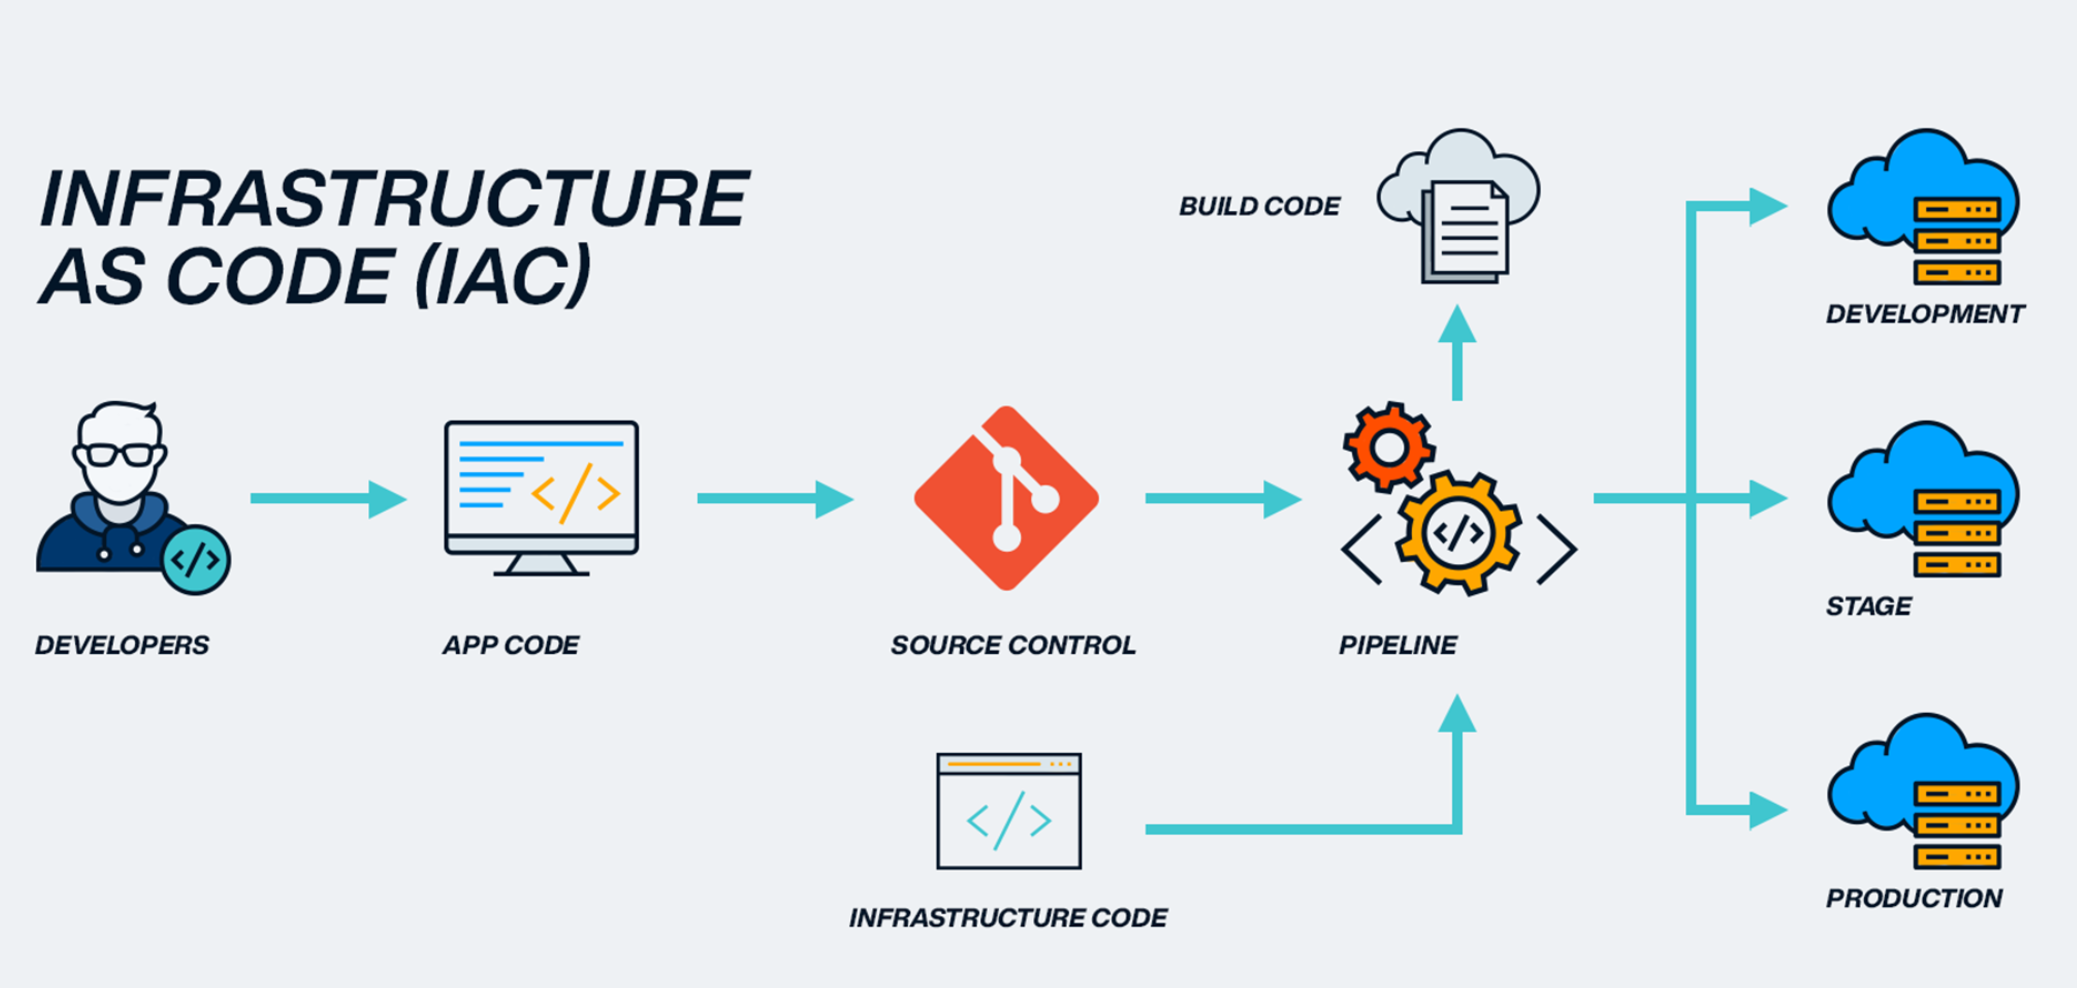 INFRASTRUCTURE
AS CODE (IAC)
BUILD CODE
DEVELOPMENT
DEVELOPERS
APP CODE
SOURCE CONTROL
PIPELINE
STAGE
INFRASTRUCTURE CODE
PRODUCTION